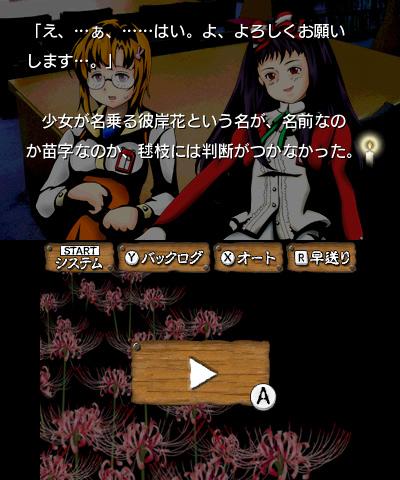 「え、…ぁ、……はい。よ、よろしくお願い
します…。」
　少女が名乗る彼岸花という名が、名前なの
か苗字なのか、毬枝には判断がつかなかった。
START
システム
Y バックログ
X オート
R 早送り
A